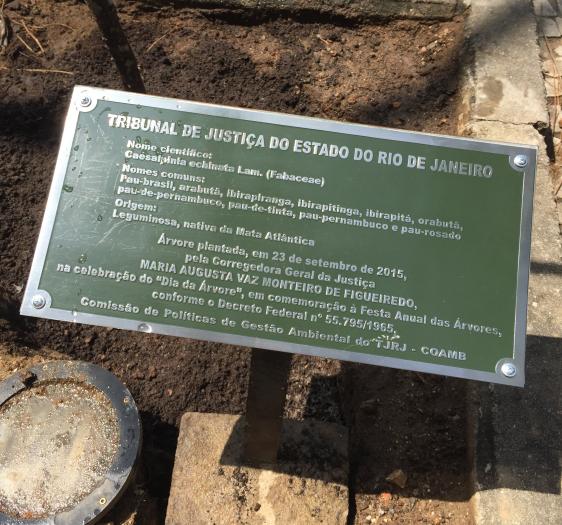 TRIBUNAL DE JUSTIÇA DO ESTADO DO RIO DE JANEIRO
Nome científico:
Caesalpinia echinata Lam. (Fabaceae)
Nomes comuns:
Pau-brasil, arabutá, ibirapiranga, ibirapitinga, ibirapitã, orabutã,
pau-de-pernambuco, pau-de-tinta, pau-pernambuco e pau-rosado
Origem:
Leguminosa, nativa da Mata Atlântica
Árvore plantada, em 23 de setembro de 2015,
pela Corregedora Geral da Justiça
MARIA AUGUSTA VAZ MONTEIRO DE FIGUEIREDO,
na celebração do "Dia da Árvore", em comemoração à Festa Anual das Árvores,
conforme o Decreto Federal nº 55.795/1965.
Comissão de Políticas de Gestão Ambiental do TJRJ - COAMB